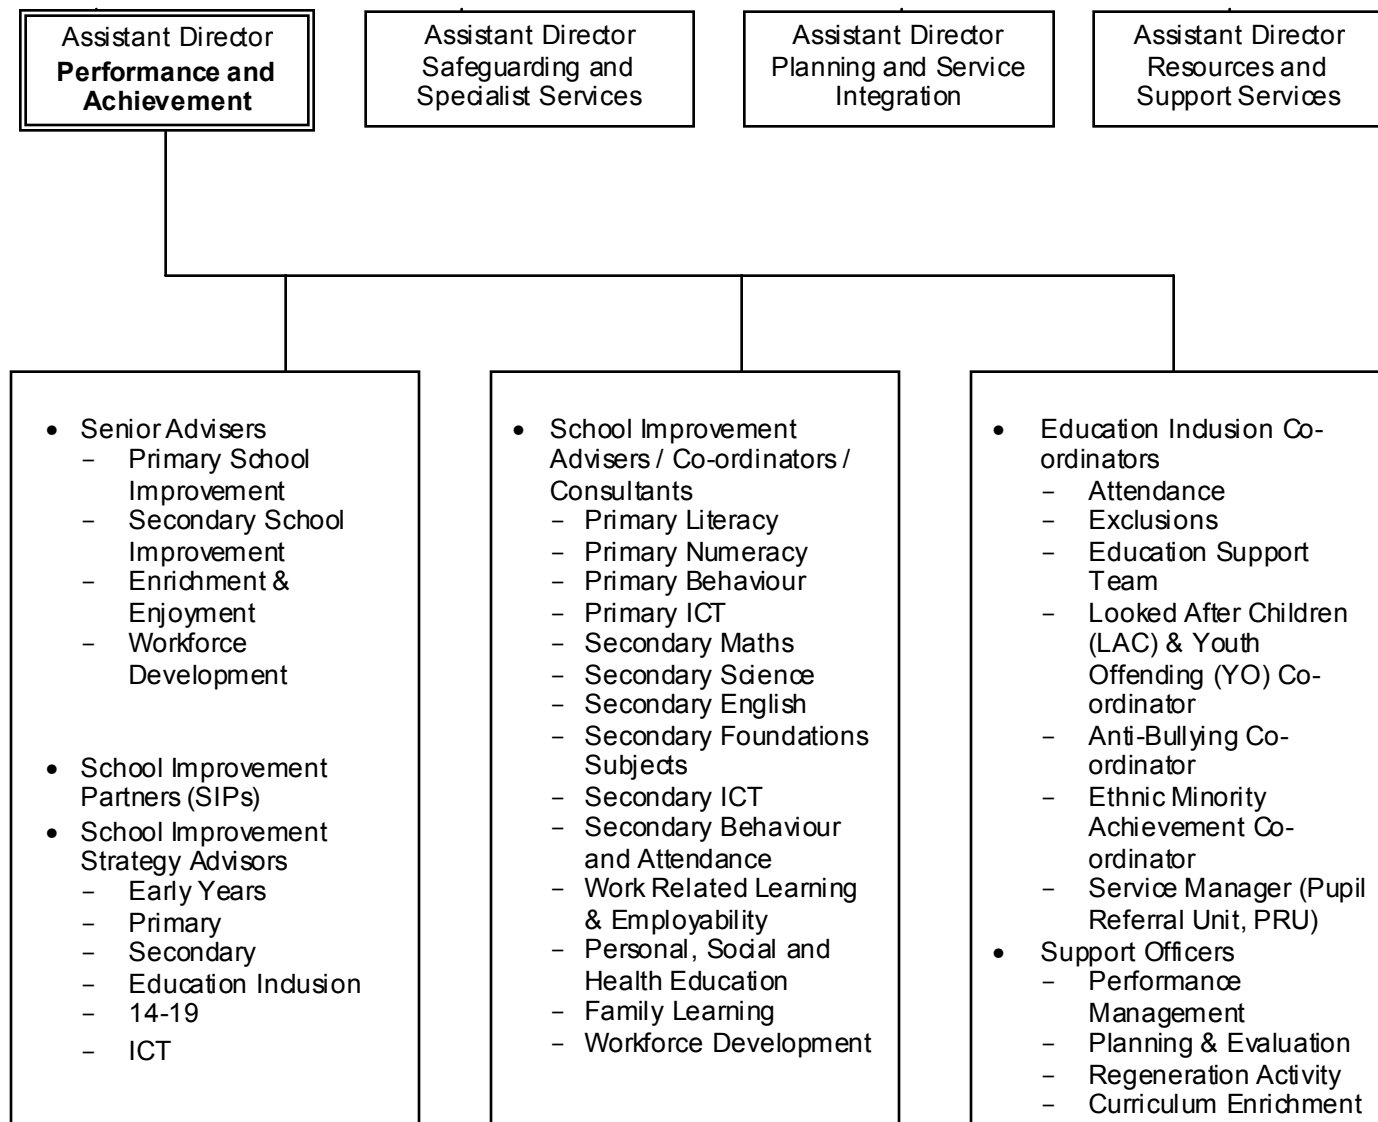 Assistant Director
Performance and
Achievement
Assistant Director
Safeguarding and
Specialist Services
Assistant Director
Planning and Service
Integration
Assistant Director
Resources and
Support Services
• Senior Advisers
– Primary School
Improvement
– Secondary School
Improvement
– Enrichment &
Enjoyment
– Workforce
Development
• School Improvement
Partners (SIPs)
• School Improvement
Strategy Advisors
– Early Years
– Primary
– Secondary
– Education Inclusion
– 14-19
– ICT
• School Improvement
Advisers / Co-ordinators /
Consultants
– Primary Literacy
– Primary Numeracy
– Primary Behaviour
– Primary ICT
– Secondary Maths
– Secondary Science
– Secondary English
– Secondary Foundations
Subjects
– Secondary ICT
– Secondary Behaviour
and Attendance
– Work Related Learning
& Employability
– Personal, Social and
Health Education
– Family Learning
– Workforce Development
• Education Inclusion Co-
ordinators
– Attendance
– Exclusions
– Education Support
Team
– Looked After Children
(LAC) & Youth
Offending (YO) Co-
ordinator
– Anti-Bullying Co-
ordinator
– Ethnic Minority
Achievement Co-
ordinator
– Service Manager (Pupil
Referral Unit, PRU)
• Support Officers
– Performance
Management
– Planning & Evaluation
– Regeneration Activity
– Curriculum Enrichment